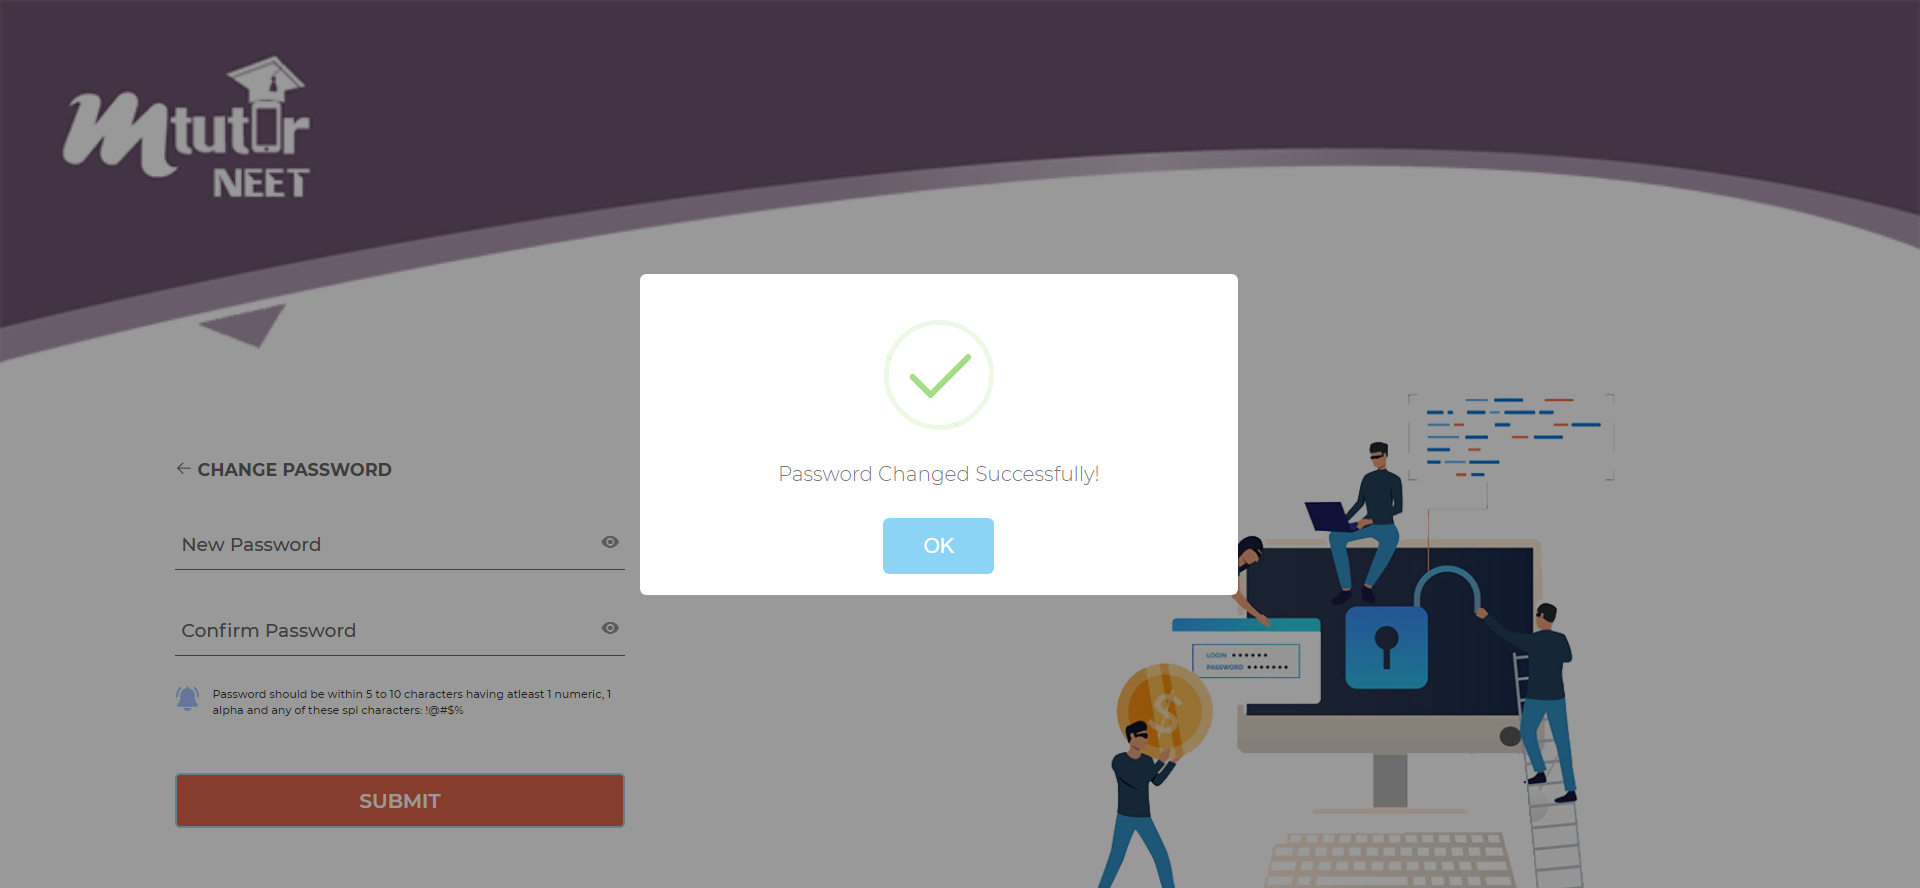 Mtutor
NEET
CHANGE PASSWORD
New Password
Confirm Password
Password should be within 5 to 10 characters having atleast 1 numeric, 1
alpha and any of these spl characters: !@#$%
SUBMIT
Password Changed Successfully!
OK
LOGIN
PASSWORD
$